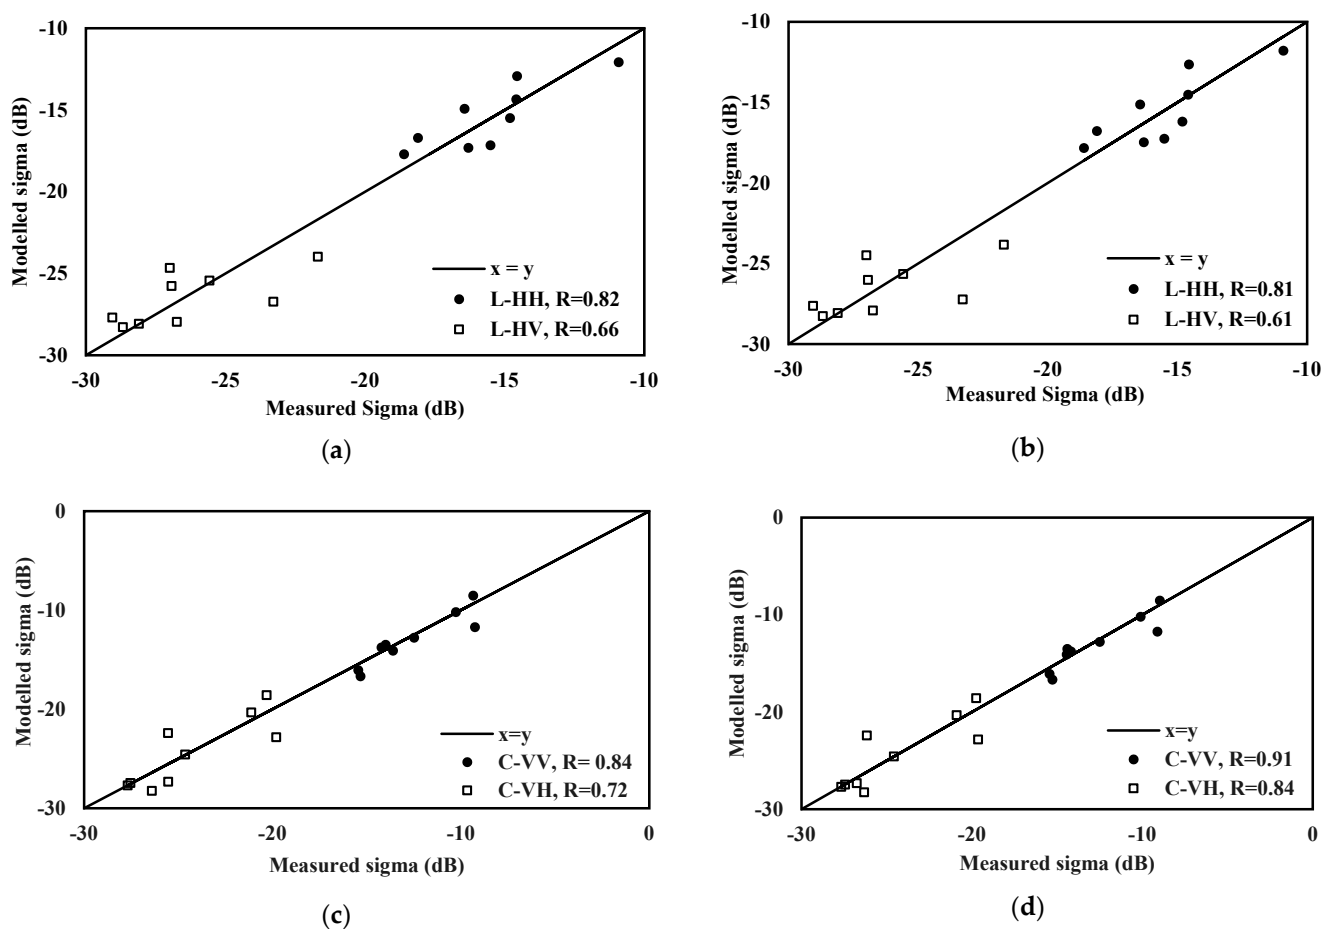 -10
-15
-20
-25
-30
Modelled sigma (dB)
x = y
L-HH, R=0.82
L-HV, R=0.66
-30 -25 -20 -15 -10
Measured Sigma (dB)
(a)
-10
-15
-20
-25
-30
Modelled sigma (dB)
x = y
L-HH, R=0.81
L-HV, R=0.61
-30 -25 -20 -15 -10
Measured Sigma (dB)
(b)
0
-10
-20
-30
Modelled sigma (dB)
x=y
C-VV, R= 0.84
C-VH, R=0.72
-30 -20 -10 0
Measured sigma (dB)
(c)
0
-10
-20
-30
Modelled sigma (dB)
x=y
C-VV, R=0.91
C-VH, R=0.84
-30 -20 -10 0
Measured sigma (dB)
(d)